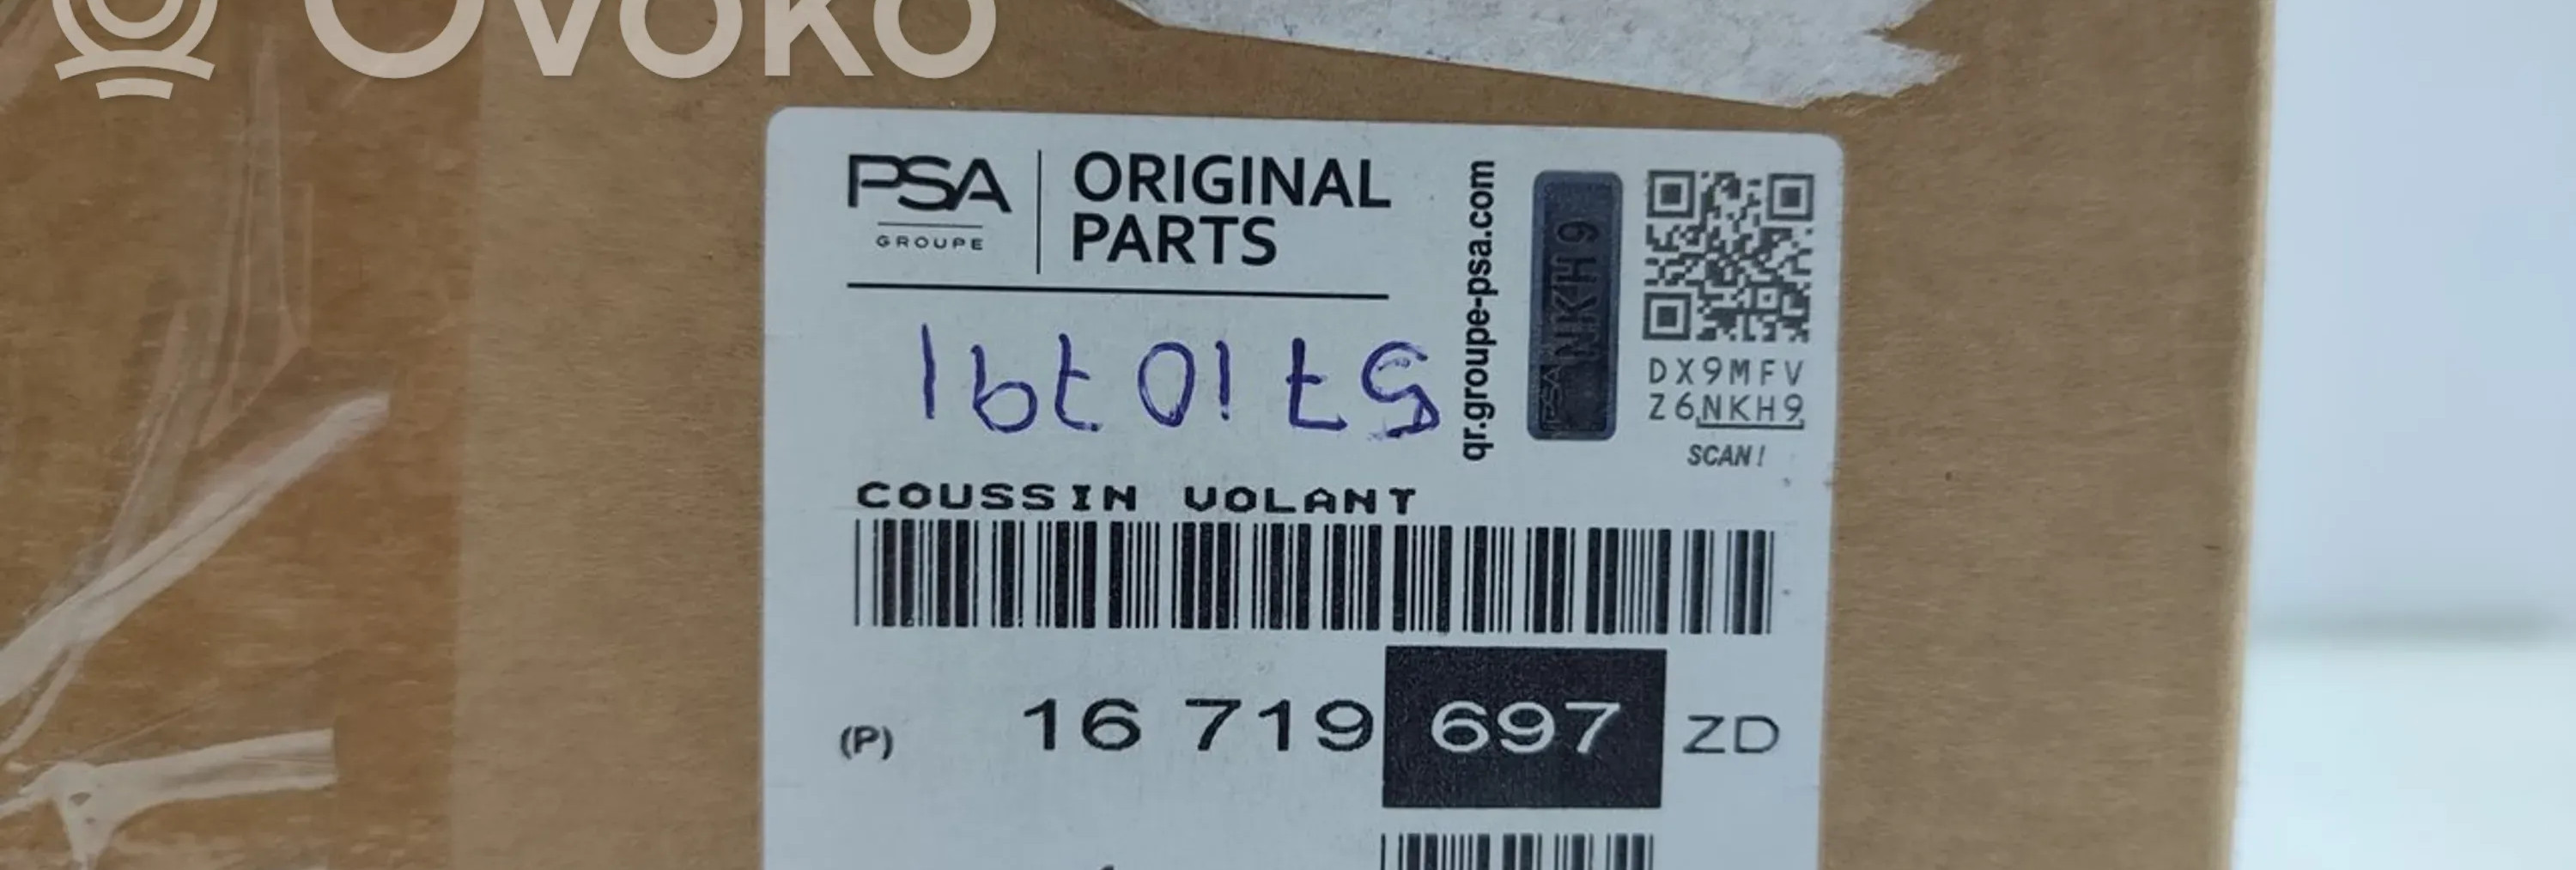 OVOKO
PSA
GROUPE
ORIGINAL
PARTS
qr.groupe-psa.com
PSA NKH9
DX9MFV
Z6NKH9
SCAN!
5710791
COUSSIN VOLANT
(P) 16 719 697 ZD